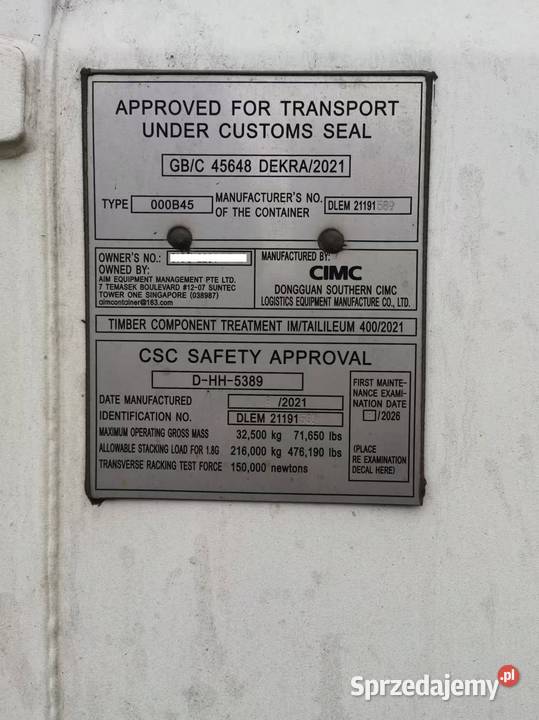 APPROVED FOR TRANSPORT
UNDER CUSTOMS SEAL
GB/C 45648 DEKRA/2021
TYPE 000B45
MANUFACTURER'S NO.
OF THE CONTAINER
DLEM 21191
OWNER'S NO.:
OWNED BY:
AIM EQUIPMENT MANAGEMENT PTE LTD.
7 TEMASEK BOULEVARD #12-07 SUNTEC
TOWER ONE SINGAPORE (038987)
aimcontainer@163.com
MANUFACTURED BY:
CIMC
DONGGUAN SOUTHERN CIMC
LOGISTICS EQUIPMENT MANUFACTURE CO., LTD.
TIMBER COMPONENT TREATMENT IM/TAILILEUM 400/2021
CSC SAFETY APPROVAL
D-HH-5389
DATE MANUFACTURED /2021
IDENTIFICATION NO. DLEM 21191
MAXIMUM OPERATING GROSS MASS 32,500 kg 71,650 lbs
ALLOWABLE STACKING LOAD FOR 1.8G 216,000 kg 476,190 lbs
TRANSVERSE RACKING TEST FORCE 150,000 newtons
FIRST MAINTE-
NANCE EXAMI-
NATION DATE
/2026
(PLACE
RE EXAMINATION
DECAL HERE)
Sprzedajemy.pl